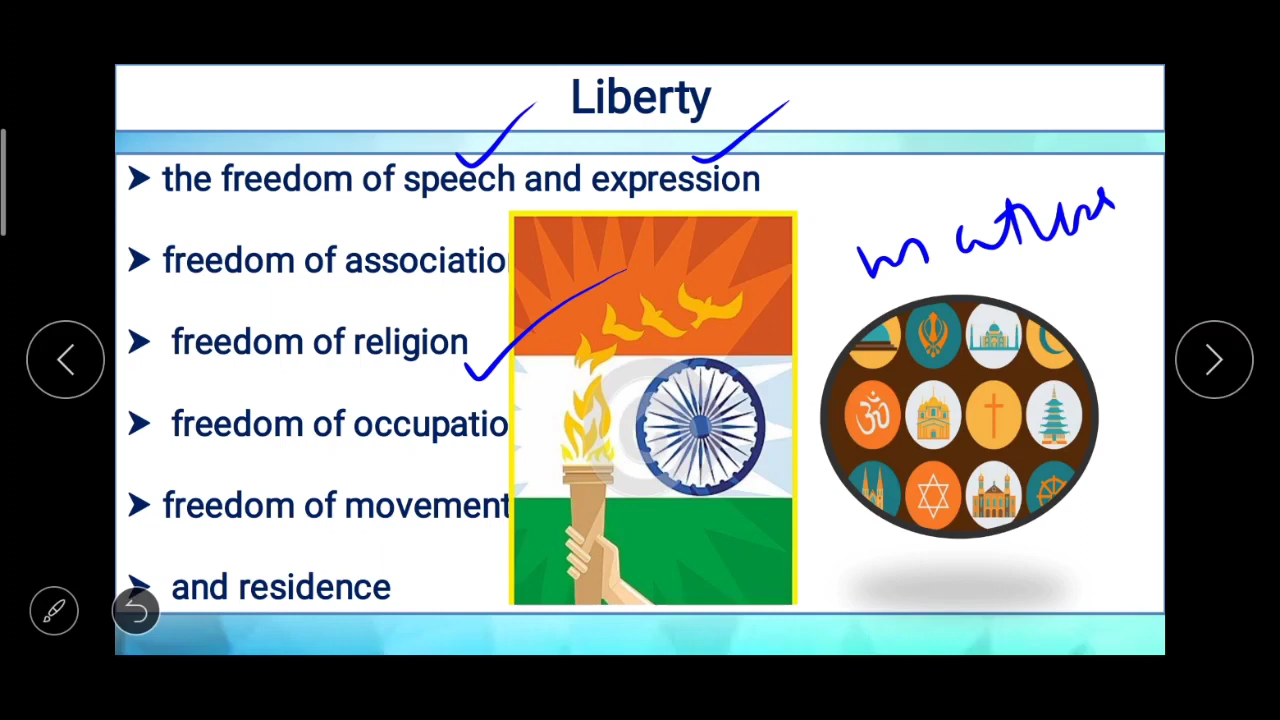 Liberty
➤ the freedom of speech and expression
➤ freedom of associatio
➤ freedom of religion
➤ freedom of occupatio
➤ freedom of movement
➤ and residence